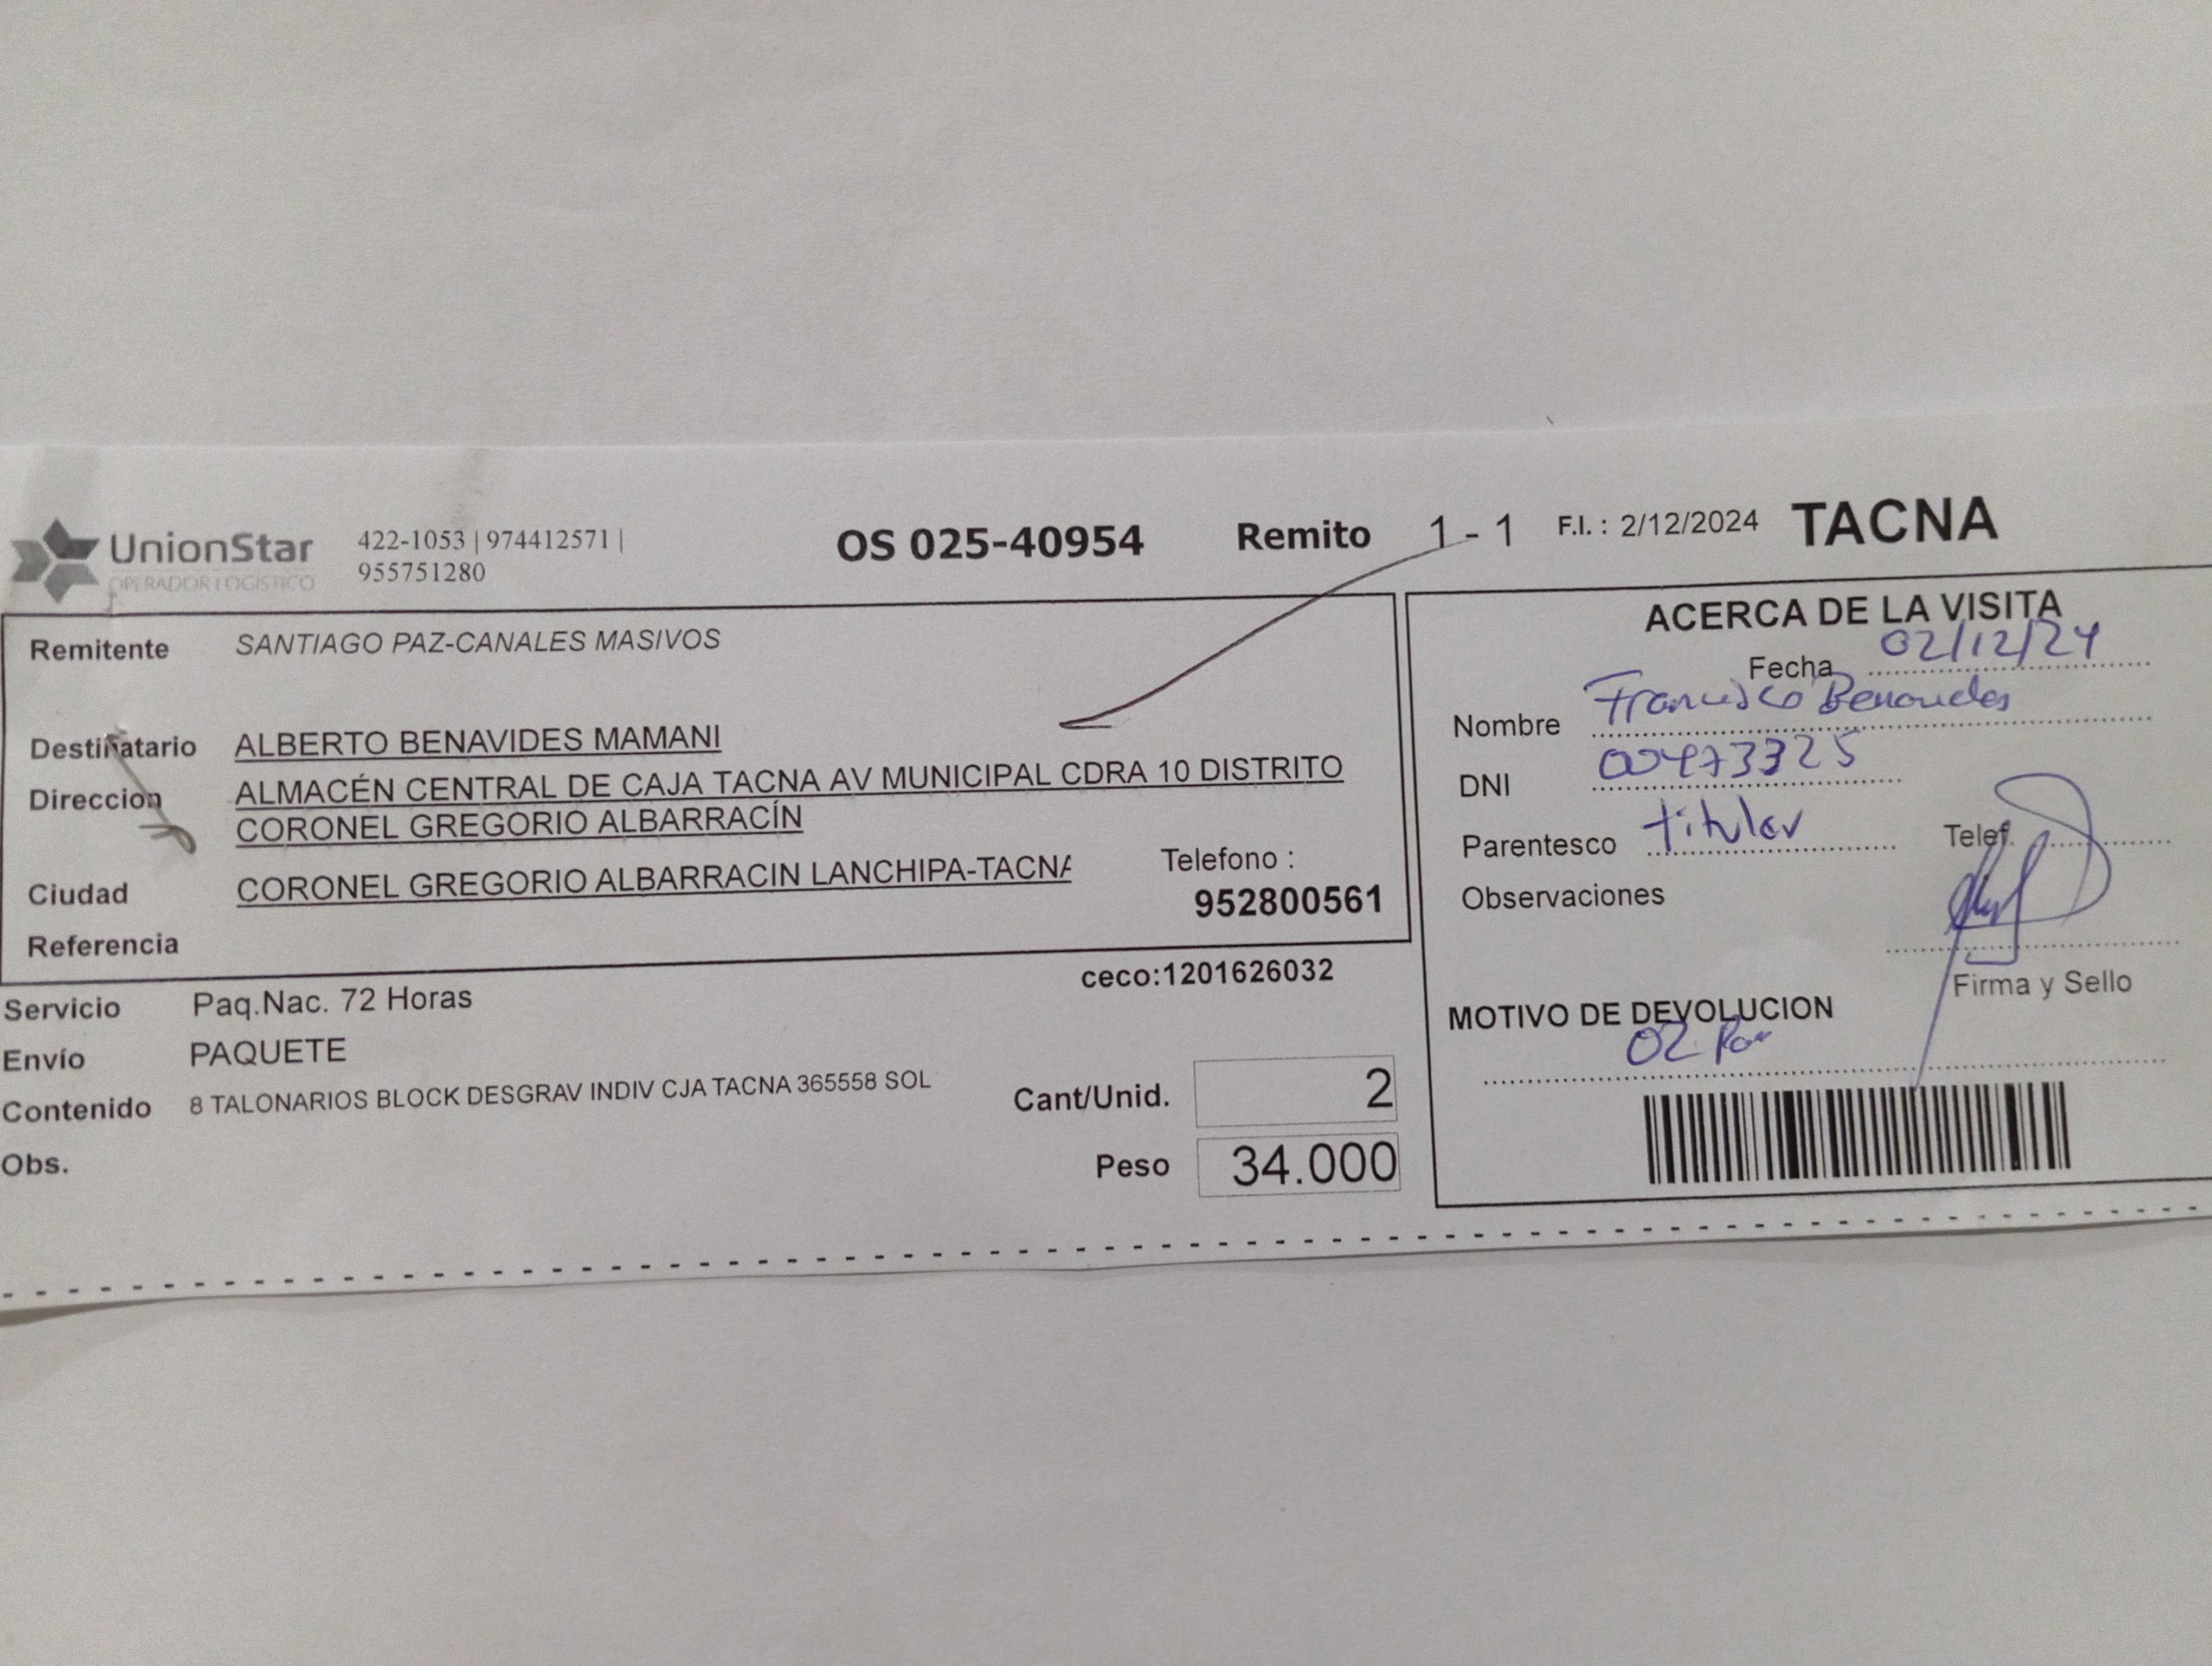 UnionStar
OPERADOR LOGÍSTICO
422-1053 | 974412571 |
955751280
OS 025-40954
Remito 1 - 1
F.I. : 2/12/2024
TACNA
Remitente SANTIAGO PAZ-CANALES MASIVOS
Destinatario ALBERTO BENAVIDES MAMANI
Direccion ALMACÉN CENTRAL DE CAJA TACNA AV MUNICIPAL CDRA 10 DISTRITO
CORONEL GREGORIO ALBARRACÍN
Ciudad CORONEL GREGORIO ALBARRACIN LANCHIPA-TACNA
Telefono :
952800561
Referencia
ceco:1201626032
Servicio Paq.Nac. 72 Horas
Envío PAQUETE
Contenido 8 TALONARIOS BLOCK DESGRAV INDIV CJA TACNA 365558 SOL
Obs.
Cant/Unid. 2
Peso 34.000
ACERCA DE LA VISITA
Fecha 02/12/24
Nombre Francisco Benavides
DNI 00473325
Parentesco titular
Telef.
Observaciones
Firma y Sello
MOTIVO DE DEVOLUCION
02